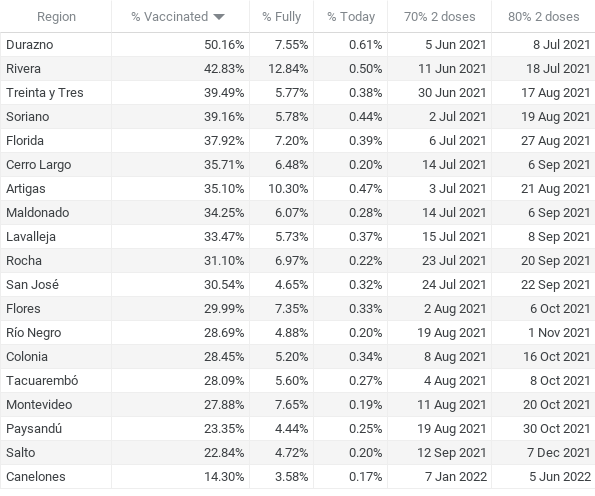 Region % Vaccinated % Fully % Today 70% 2 doses 80% 2 doses
Durazno 50.16% 7.55% 0.61% 5 Jun 2021 8 Jul 2021
Rivera 42.83% 12.84% 0.50% 11 Jun 2021 18 Jul 2021
Treinta y Tres 39.49% 5.77% 0.38% 30 Jun 2021 17 Aug 2021
Soriano 39.16% 5.78% 0.44% 2 Jul 2021 19 Aug 2021
Florida 37.92% 7.20% 0.39% 6 Jul 2021 27 Aug 2021
Cerro Largo 35.71% 6.48% 0.20% 14 Jul 2021 6 Sep 2021
Artigas 35.10% 10.30% 0.47% 3 Jul 2021 21 Aug 2021
Maldonado 34.25% 6.07% 0.28% 14 Jul 2021 6 Sep 2021
Lavalleja 33.47% 5.73% 0.37% 15 Jul 2021 8 Sep 2021
Rocha 31.10% 6.97% 0.22% 23 Jul 2021 20 Sep 2021
San José 30.54% 4.65% 0.32% 24 Jul 2021 22 Sep 2021
Flores 29.99% 7.35% 0.33% 2 Aug 2021 6 Oct 2021
Río Negro 28.69% 4.88% 0.20% 19 Aug 2021 1 Nov 2021
Colonia 28.45% 5.20% 0.34% 8 Aug 2021 16 Oct 2021
Tacuarembó 28.09% 5.60% 0.27% 4 Aug 2021 8 Oct 2021
Montevideo 27.88% 7.65% 0.19% 11 Aug 2021 20 Oct 2021
Paysandú 23.35% 4.44% 0.25% 19 Aug 2021 30 Oct 2021
Salto 22.84% 4.72% 0.20% 12 Sep 2021 7 Dec 2021
Canelones 14.30% 3.58% 0.17% 7 Jan 2022 5 Jun 2022